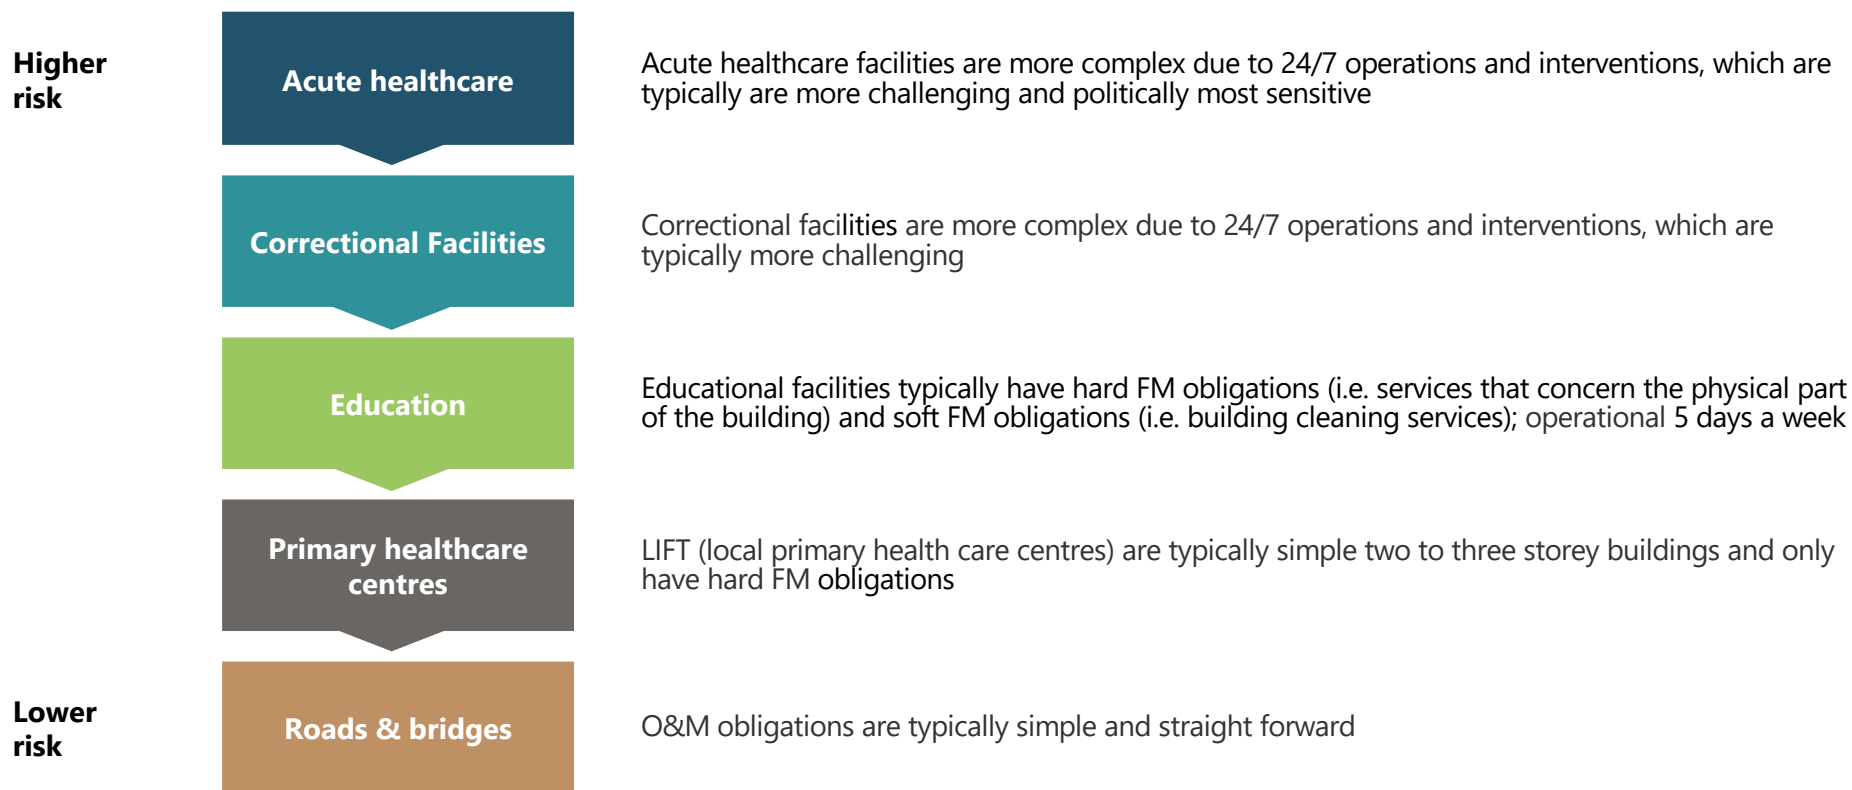 Higher
risk
Acute healthcare
Acute healthcare facilities are more complex due to 24/7 operations and interventions, which are
typically are more challenging and politically most sensitive
Correctional Facilities
Correctional facilities are more complex due to 24/7 operations and interventions, which are
typically more challenging
Education
Educational facilities typically have hard FM obligations (i.e. services that concern the physical part
of the building) and soft FM obligations (i.e. building cleaning services); operational 5 days a week
Primary healthcare
centres
LIFT (local primary health care centres) are typically simple two to three storey buildings and only
have hard FM obligations
Lower
risk
Roads & bridges
O&M obligations are typically simple and straight forward